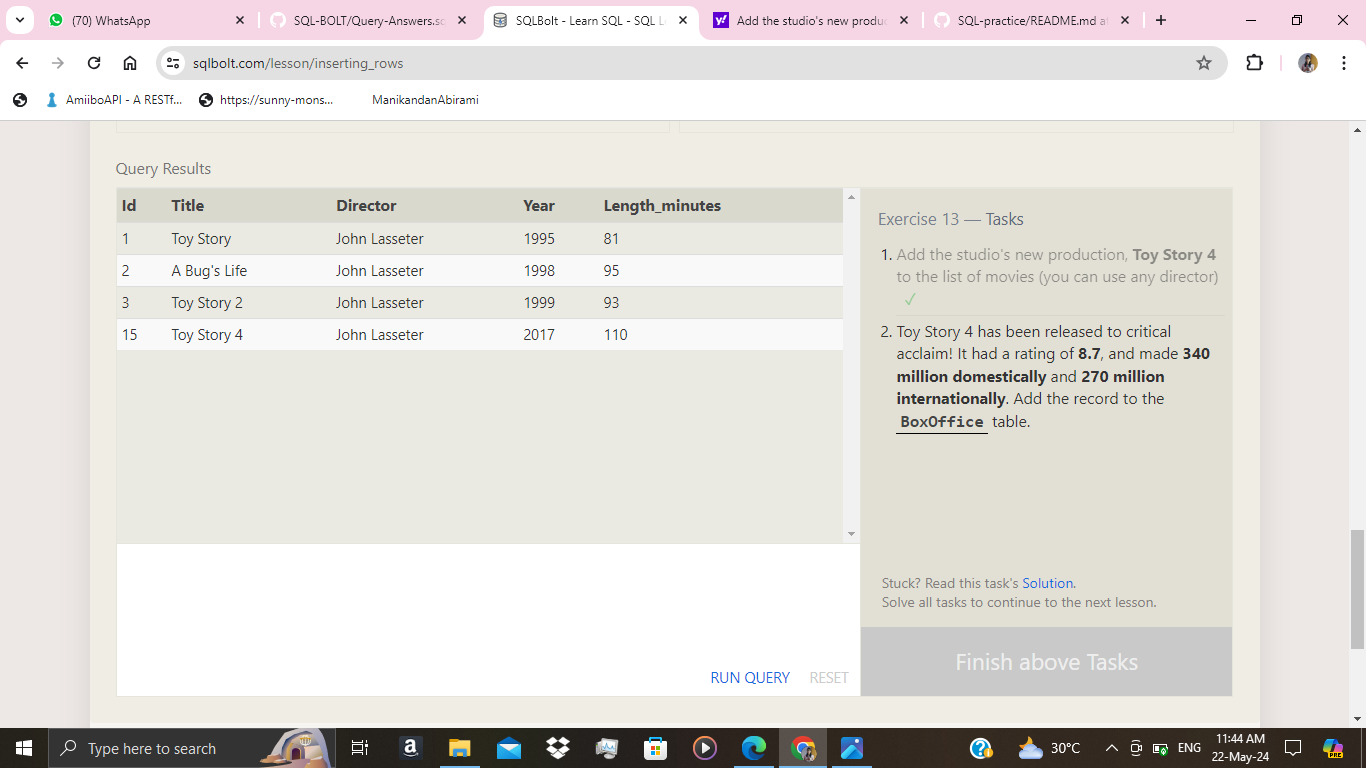 (70) WhatsApp
SQL-BOLT/Query-Answers.sq
SQLBolt - Learn SQL - SQL Le
Add the studio's new produc
SQL-practice/README.md at
sqlbolt.com/lesson/inserting_rows
AmiiboAPI - A RESTf...
https://sunny-mons...
ManikandanAbirami
Query Results
Id Title Director Year Length_minutes
1 Toy Story John Lasseter 1995 81
2 A Bug's Life John Lasseter 1998 95
3 Toy Story 2 John Lasseter 1999 93
15 Toy Story 4 John Lasseter 2017 110
RUN QUERY RESET
Exercise 13 — Tasks
1. Add the studio's new production, Toy Story 4
to the list of movies (you can use any director)
✓
2. Toy Story 4 has been released to critical
acclaim! It had a rating of 8.7, and made 340
million domestically and 270 million
internationally. Add the record to the
BoxOffice table.
Stuck? Read this task's Solution.
Solve all tasks to continue to the next lesson.
Finish above Tasks
Type here to search
30°C
ENG
11:44 AM
22-May-24
PRE